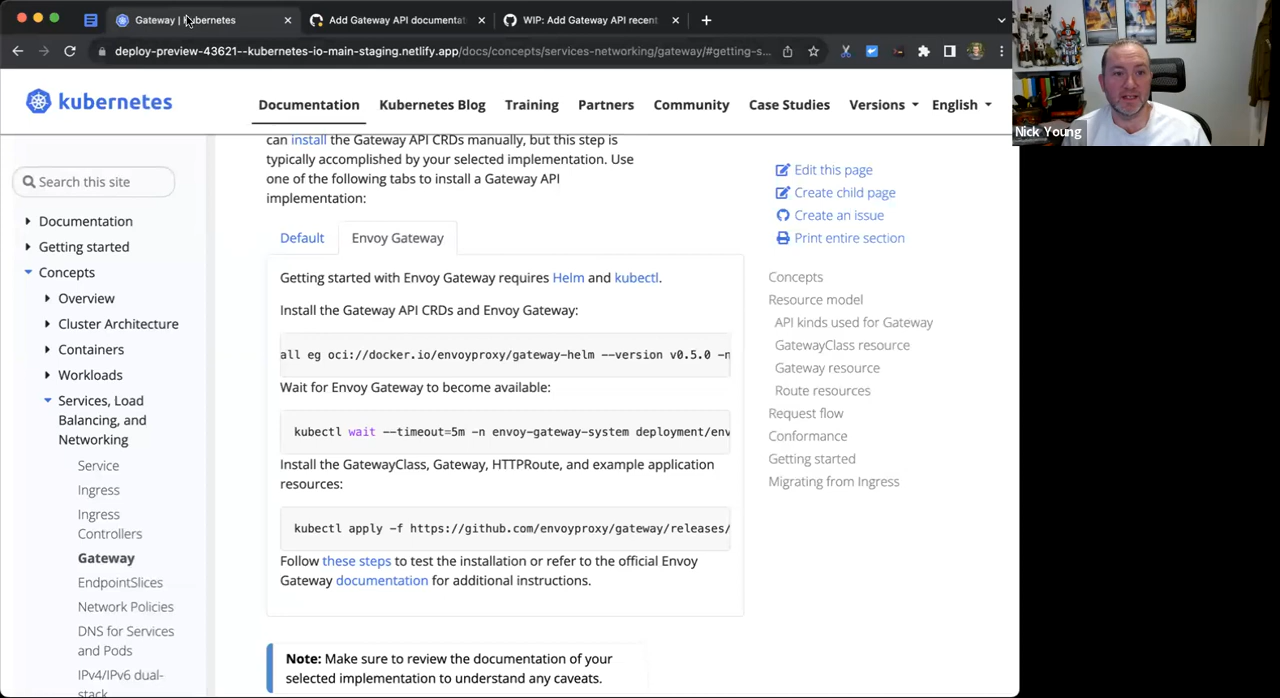 Gateway | Kubernetes
Add Gateway API documentat
WIP: Add Gateway API recent
deploy-preview-43621--kubernetes-io-main-staging.netlify.app/docs/concepts/services-networking/gateway/#getting-s...
kubernetes
Documentation
Kubernetes Blog
Training
Partners
Community
Case Studies
Versions
English
Nick Young
Search this site
Documentation
Getting started
Concepts
Overview
Cluster Architecture
Containers
Workloads
Services, Load
Balancing, and
Networking
Service
Ingress
Ingress
Controllers
Gateway
EndpointSlices
Network Policies
DNS for Services
and Pods
IPv4/IPv6 dual-
stack
can install the Gateway API CRDs manually, but this step is
typically accomplished by your selected implementation. Use
one of the following tabs to install a Gateway API
implementation:
Default
Envoy Gateway
Getting started with Envoy Gateway requires Helm and kubectl.
Install the Gateway API CRDs and Envoy Gateway:
all eg oci://docker.io/envoyproxy/gateway-helm --version v0.5.0 -n
Wait for Envoy Gateway to become available:
kubectl wait --timeout=5m -n envoy-gateway-system deployment/env
Install the GatewayClass, Gateway, HTTPRoute, and example application
resources:
kubectl apply -f https://github.com/envoyproxy/gateway/releases/
Follow these steps to test the installation or refer to the official Envoy
Gateway documentation for additional instructions.
Note: Make sure to review the documentation of your
selected implementation to understand any caveats.
Edit this page
Create child page
Create an issue
Print entire section
Concepts
Resource model
API kinds used for Gateway
GatewayClass resource
Gateway resource
Route resources
Request flow
Conformance
Getting started
Migrating from Ingress